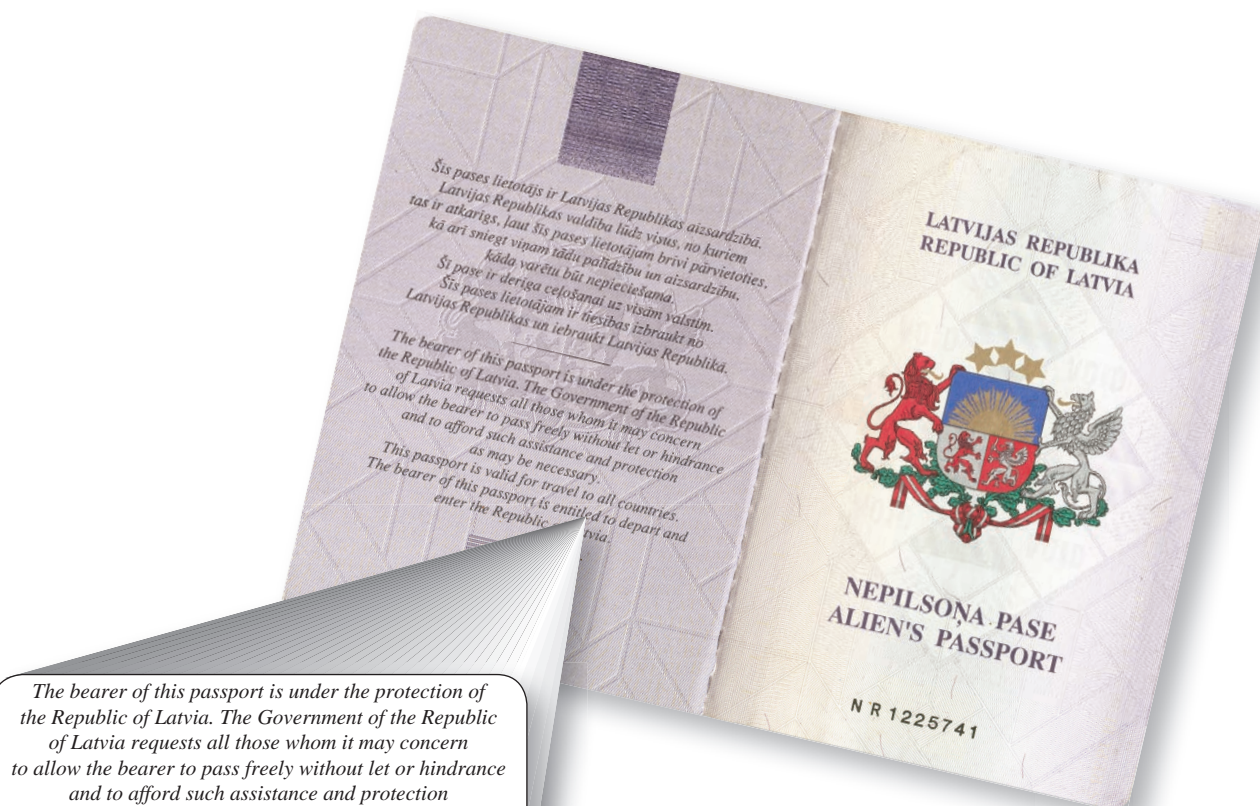 Šīs pases lietotājs ir Latvijas Republikas aizsardzībā.
Latvijas Republikas valdība lūdz visus, no kuriem
tas ir atkarīgs, ļaut šīs pases lietotājam brīvi pārvietoties,
kā arī sniegt viņam tādu palīdzību un aizsardzību,
kāda varētu būt nepieciešama.
Šī pase ir derīga ceļošanai uz visām valstīm.
Šīs pases lietotājam ir tiesības izbraukt no
Latvijas Republikas un iebraukt Latvijas Republikā.
The bearer of this passport is under the protection of
the Republic of Latvia. The Government of the Republic
of Latvia requests all those whom it may concern
to allow the bearer to pass freely without let or hindrance
and to afford such assistance and protection
as may be necessary.
This passport is valid for travel to all countries.
The bearer of this passport is entitled to depart and
enter the Republic
LATVIJAS REPUBLIKA
REPUBLIC OF LATVIA
NEPILSOŅA PASE
ALIEN'S PASSPORT
NR1225741
The bearer of this passport is under the protection of
the Republic of Latvia. The Government of the Republic
of Latvia requests all those whom it may concern
to allow the bearer to pass freely without let or hindrance
and to afford such assistance and protection